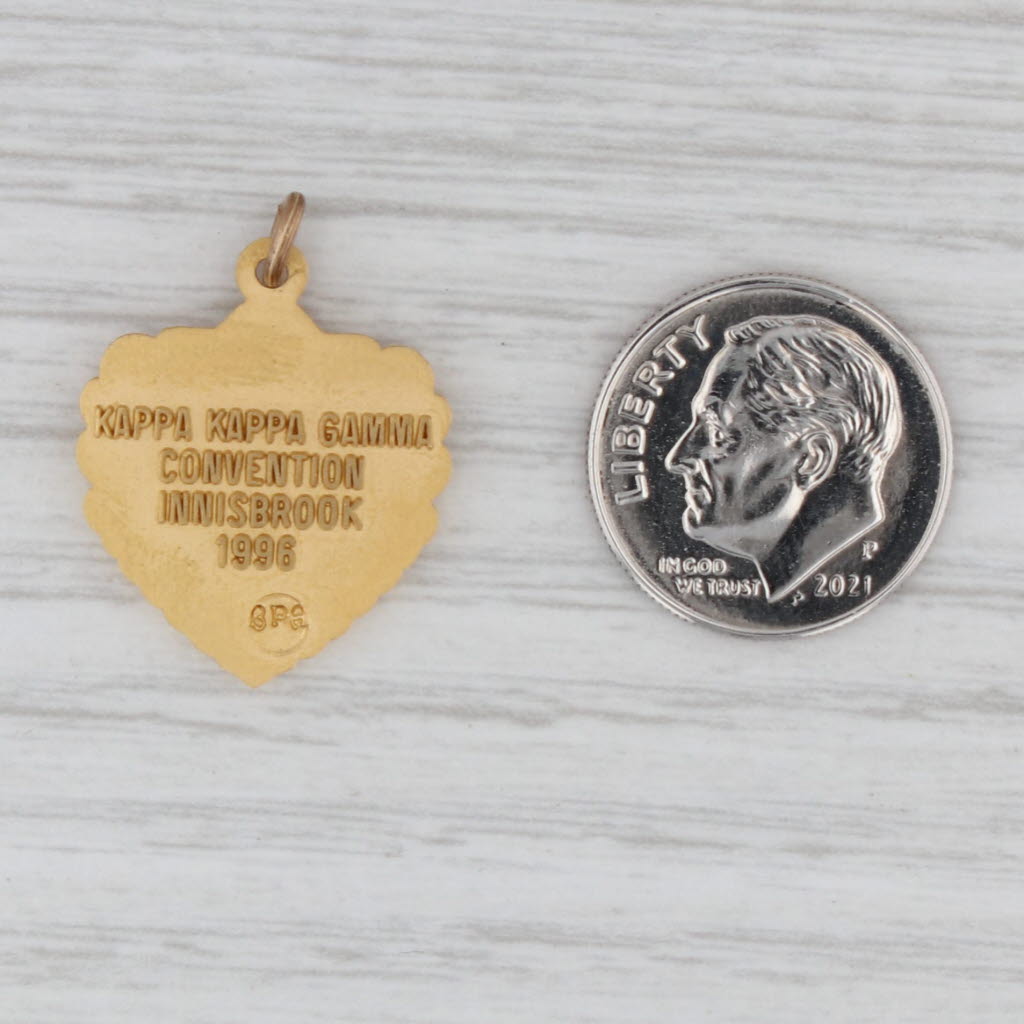 KAPPA KAPPA GAMMA
CONVENTION
INNISBROOK
1996
LIBERTY
IN GOD
WE TRUST
P
2021